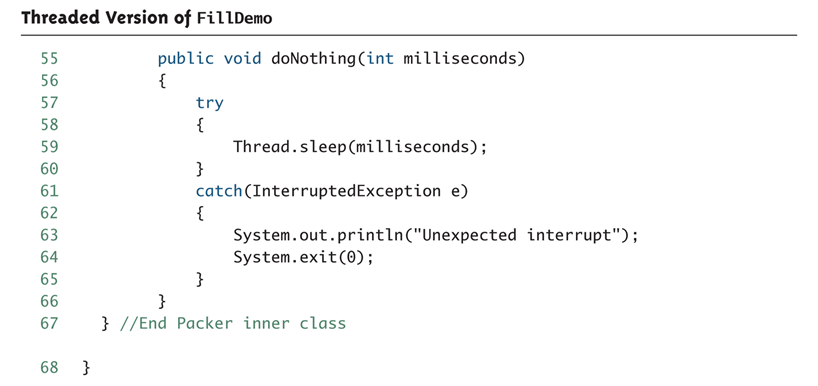 Threaded Version of FillDemo
55 public void doNothing(int milliseconds)
56 {
57 try
58 {
59 Thread.sleep(milliseconds);
60 }
61 catch(InterruptedException e)
62 {
63 System.out.println("Unexpected interrupt");
64 System.exit(0);
65 }
66 }
67 } //End Packer inner class
68 }